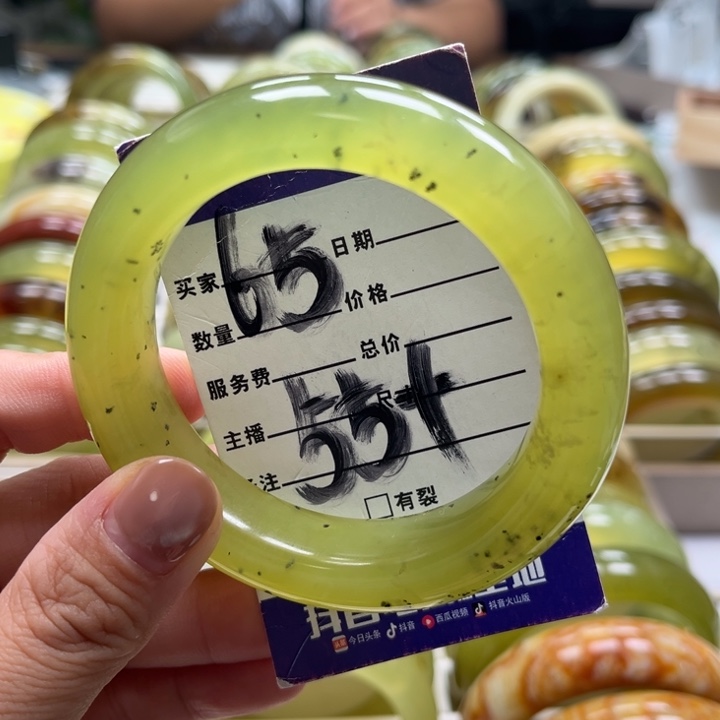 65
买家 日期
数量 价格
服务费 总价
主播 尺寸
注
551
有裂
今日头条 抖音 西瓜视频 抖音火山版